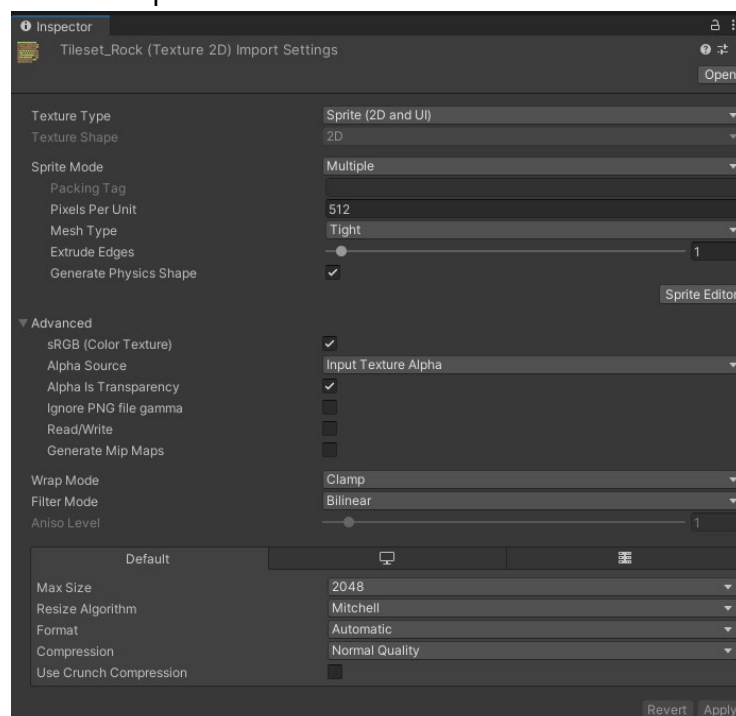 Inspector
Tileset_Rock (Texture 2D) Import Settings
Open
Texture Type Sprite (2D and UI)
Texture Shape 2D
Sprite Mode Multiple
Packing Tag
Pixels Per Unit 512
Mesh Type Tight
Extrude Edges 1
Generate Physics Shape
Sprite Editor
Advanced
sRGB (Color Texture)
Alpha Source Input Texture Alpha
Alpha Is Transparency
Ignore PNG file gamma
Read/Write
Generate Mip Maps
Wrap Mode Clamp
Filter Mode Bilinear
Aniso Level 1
Default
Max Size 2048
Resize Algorithm Mitchell
Format Automatic
Compression Normal Quality
Use Crunch Compression
Revert Apply